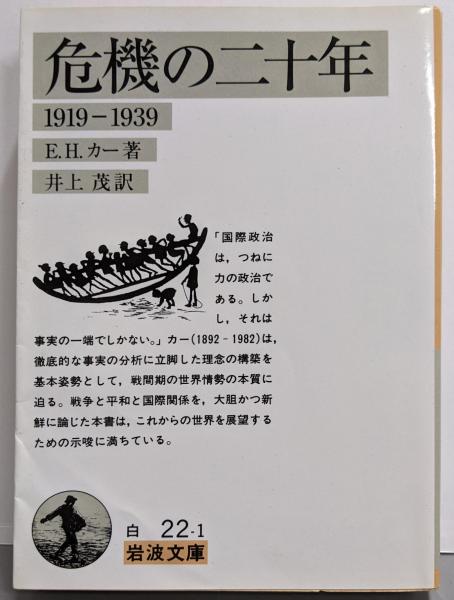 危機の二十年
1919－1939
E.H.カー著
井上 茂訳
「国際政治
は，つねに
力の政治で
ある。しか
し，それは
事実の一端でしかない。」カー(1892‐1982)は，
徹底的な事実の分析に立脚した理念の構築を
基本姿勢として，戦間期の世界情勢の本質に
迫る。戦争と平和と国際関係を，大胆かつ新
鮮に論じた本書は，これからの世界を展望する
ための示唆に満ちている。
白 22-1
岩波文庫